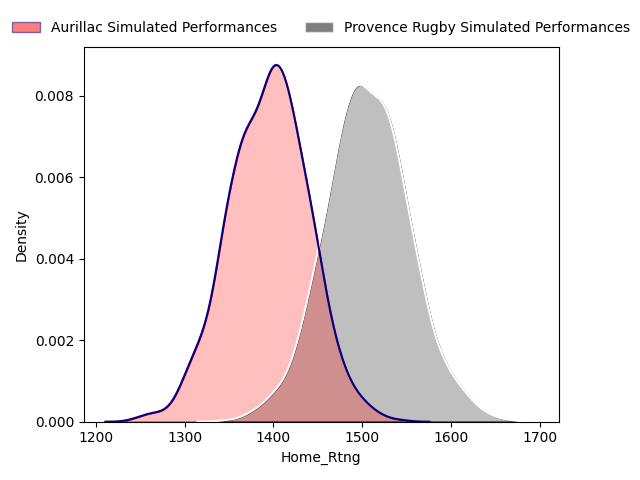 Aurillac Simulated Performances Provence Rugby Simulated Performances
0.008
0.006
0.004
0.002
0.000
Density
1200 1300 1400 1500 1600 1700
Home_Rtng